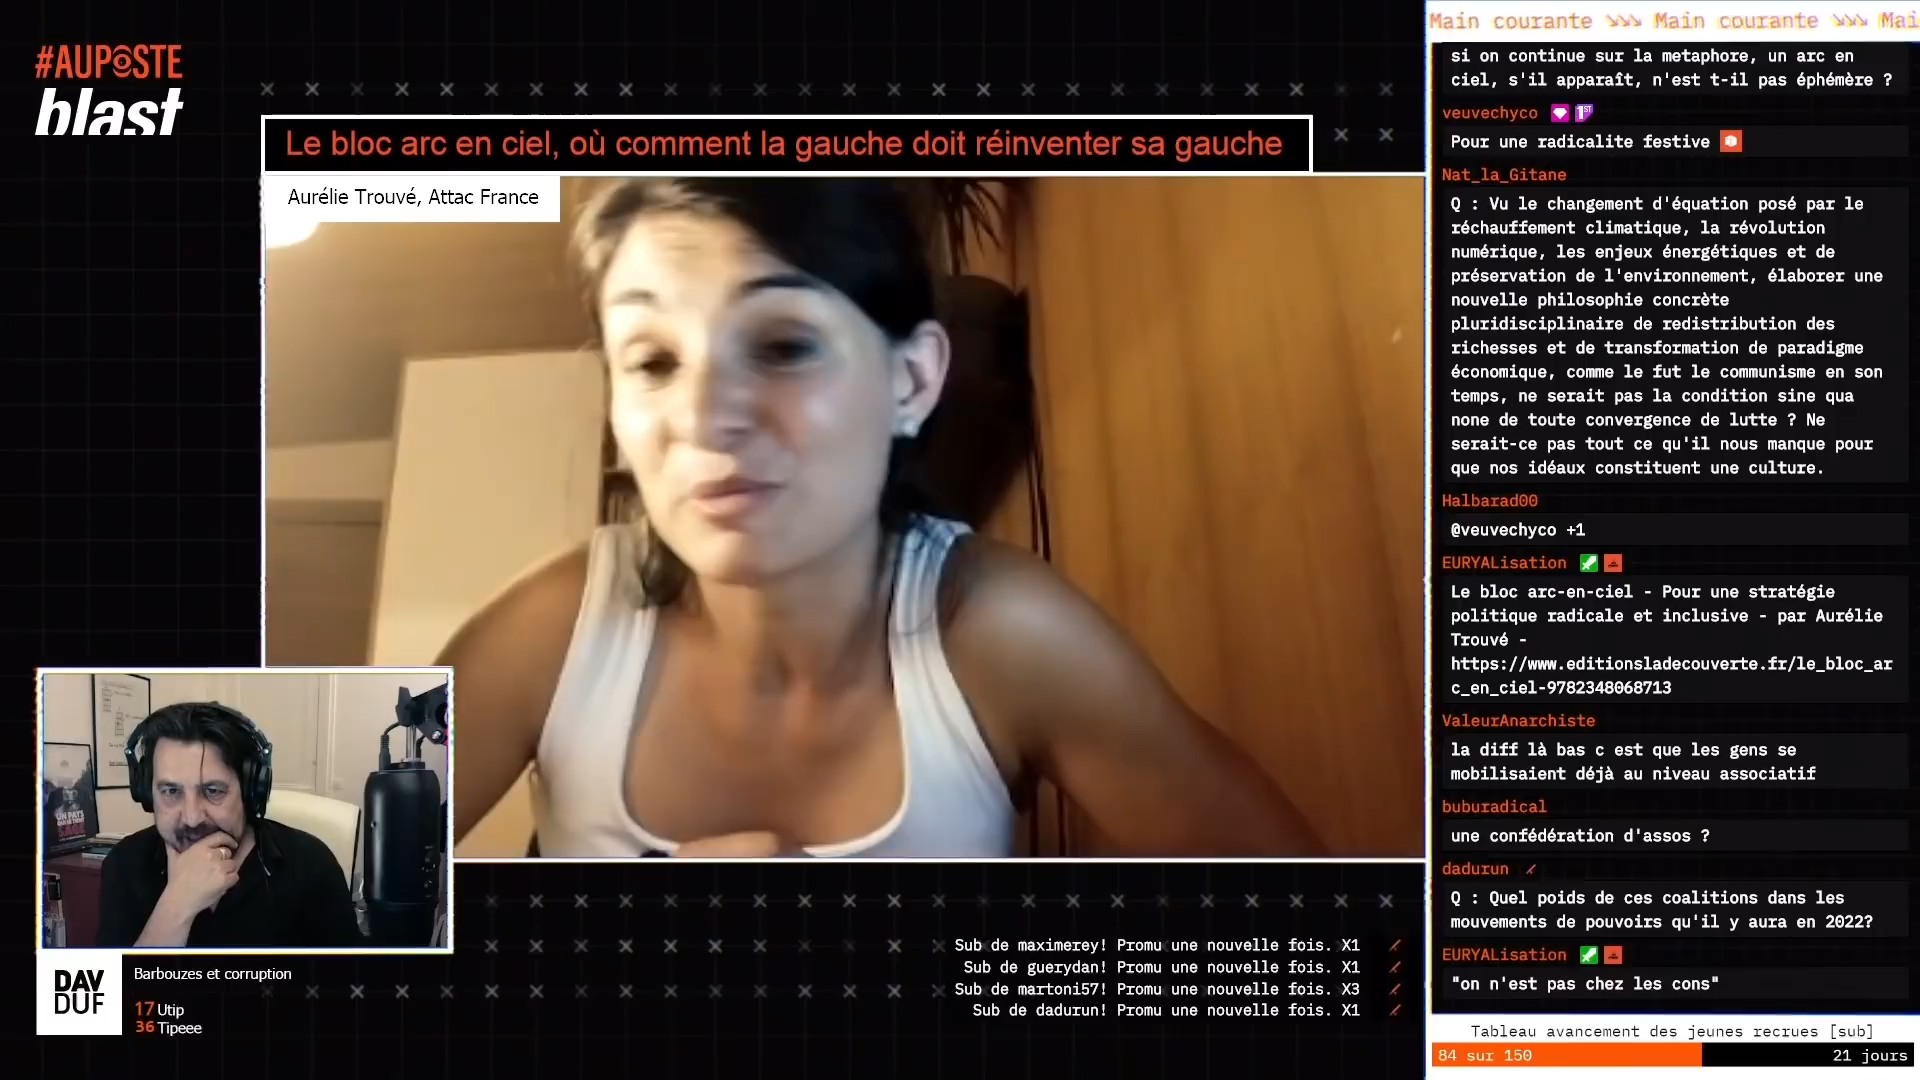 #AUPOSTE
blast
Le bloc arc en ciel, où comment la gauche doit réinventer sa gauche
Aurélie Trouvé, Attac France
DAV
DUF
Barbouzes et corruption
17 Utip
36 Tipeee
Sub de maximerey! Promu une nouvelle fois. X1
Sub de guerydan! Promu une nouvelle fois. X1
Sub de martoni57! Promu une nouvelle fois. X3
Sub de dadurun! Promu une nouvelle fois. X1
Main courante >>> Main courante >>> Mai
si on continue sur la metaphore, un arc en
ciel, s'il apparaît, n'est t-il pas éphémère ?
veuvechyco
Pour une radicalite festive
Nat_la_Gitane
Q : Vu le changement d'équation posé par le
réchauffement climatique, la révolution
numérique, les enjeux énergétiques et de
préservation de l'environnement, élaborer une
nouvelle philosophie concrète
pluridisciplinaire de redistribution des
richesses et de transformation de paradigme
économique, comme le fut le communisme en son
temps, ne serait pas la condition sine qua
none de toute convergence de lutte ? Ne
serait-ce pas tout ce qu'il nous manque pour
que nos idéaux constituent une culture.
Halbarad00
@veuvechyco +1
EURYALisation
Le bloc arc-en-ciel - Pour une stratégie
politique radicale et inclusive - par Aurélie
Trouvé -
https://www.editionsladecouverte.fr/le_bloc_ar
c_en_ciel-9782348068713
ValeurAnarchiste
la diff là bas c est que les gens se
mobilisaient déjà au niveau associatif
buburadical
une confédération d'assos ?
dadurun
Q : Quel poids de ces coalitions dans les
mouvements de pouvoirs qu'il y aura en 2022?
EURYALisation
"on n'est pas chez les cons"
Tableau avancement des jeunes recrues [sub]
84 sur 150
21 jours